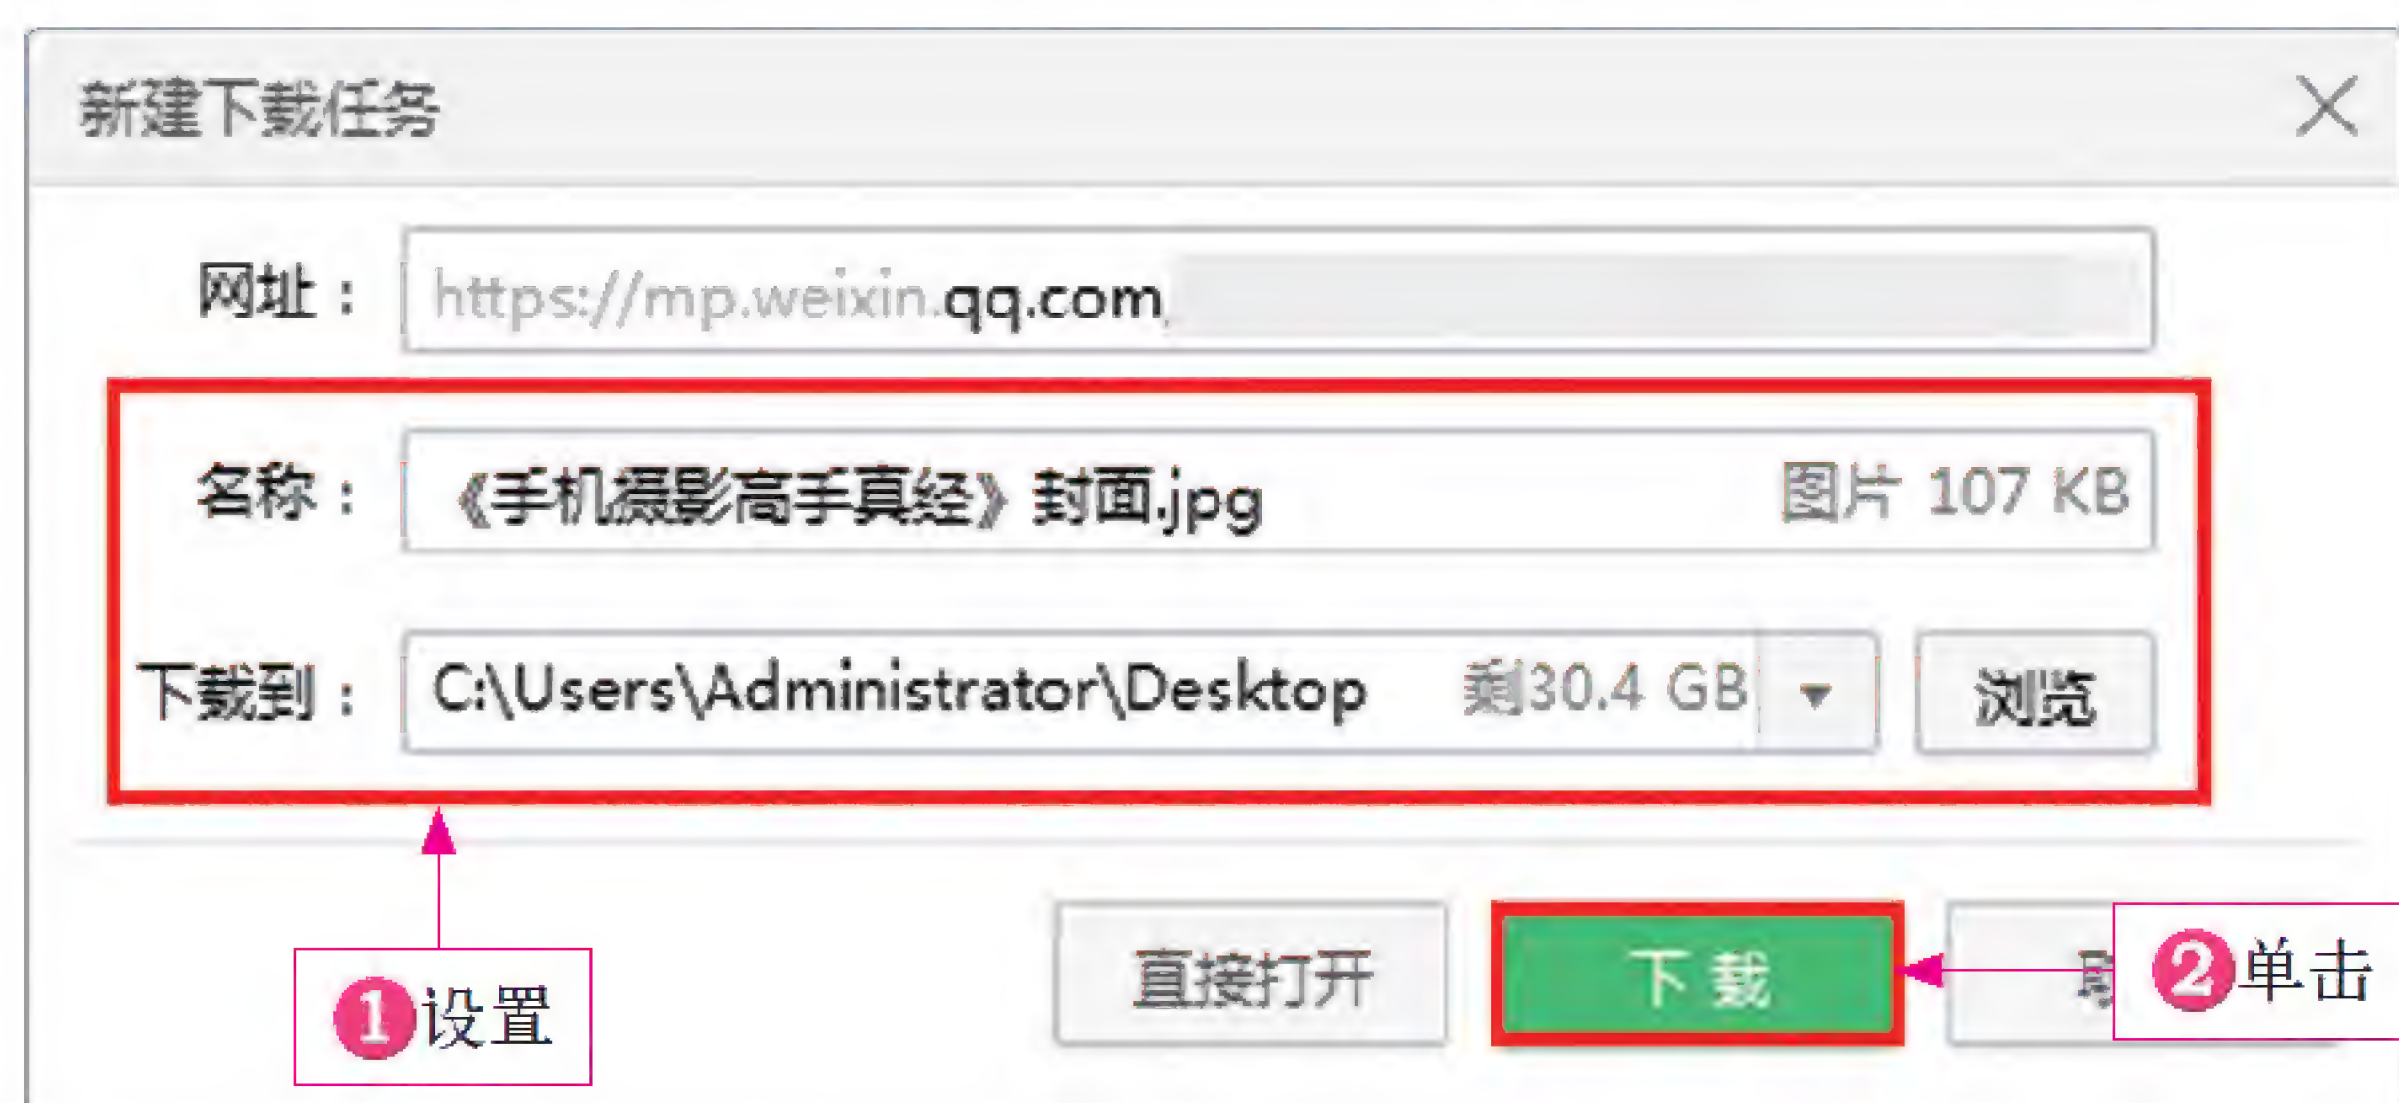 新建下载任务
网址： https://mp.weixin.qq.com
名称： 《手机摄影高手真经》封面.jpg 图片 107 KB
下载到： C:\Users\Administrator\Desktop 剩30.4 GB 浏览
直接打开 下载 2单击
1设置